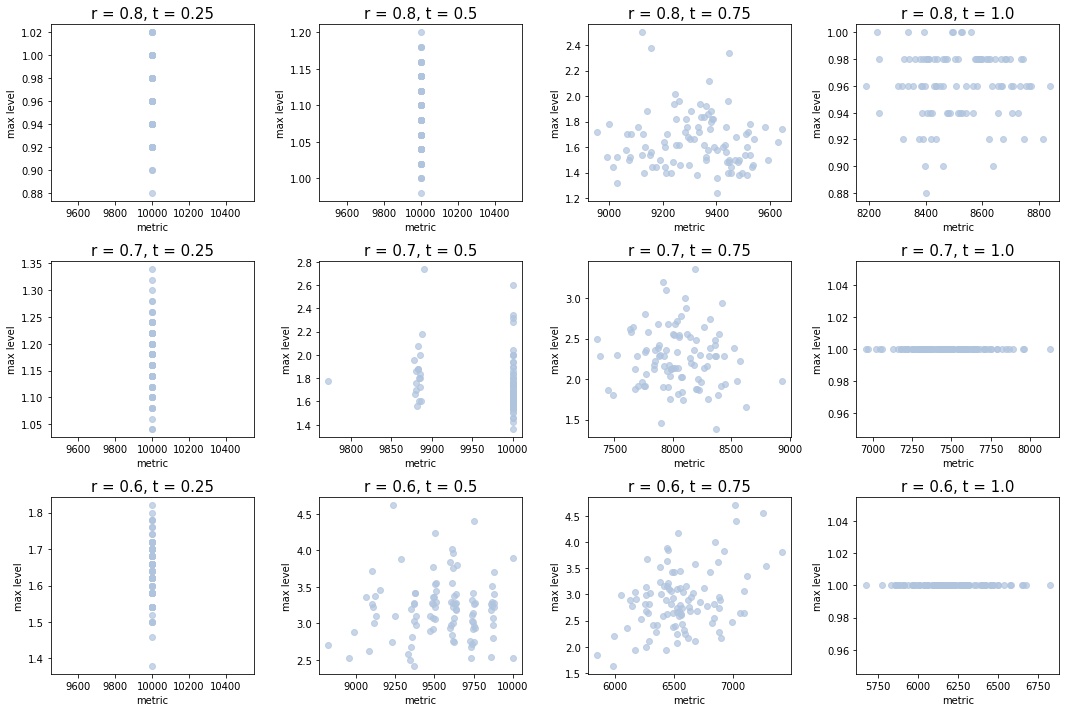 r = 0.8, t = 0.25
r = 0.8, t = 0.5
r = 0.8, t = 0.75
r = 0.8, t = 1.0
max level
1.02
1.00
0.98
0.96
0.94
0.92
0.90
0.88
9600 9800 10000 10200 10400
metric
max level
1.20
1.15
1.10
1.05
1.00
9600 9800 10000 10200 10400
metric
max level
2.4
2.2
2.0
1.8
1.6
1.4
1.2
9000 9200 9400 9600
metric
max level
1.00
0.98
0.96
0.94
0.92
0.90
0.88
8200 8400 8600 8800
metric
r = 0.7, t = 0.25
r = 0.7, t = 0.5
r = 0.7, t = 0.75
r = 0.7, t = 1.0
max level
1.35
1.30
1.25
1.20
1.15
1.10
1.05
9600 9800 10000 10200 10400
metric
max level
2.8
2.6
2.4
2.2
2.0
1.8
1.6
1.4
9800 9850 9900 9950 10000
metric
max level
3.0
2.5
2.0
1.5
7500 8000 8500 9000
metric
max level
1.04
1.02
1.00
0.98
0.96
7000 7250 7500 7750 8000
metric
r = 0.6, t = 0.25
r = 0.6, t = 0.5
r = 0.6, t = 0.75
r = 0.6, t = 1.0
max level
1.8
1.7
1.6
1.5
1.4
9600 9800 10000 10200 10400
metric
max level
4.5
4.0
3.5
3.0
2.5
9000 9250 9500 9750 10000
metric
max level
4.5
4.0
3.5
3.0
2.5
2.0
1.5
6000 6500 7000
metric
max level
1.04
1.02
1.00
0.98
0.96
5750 6000 6250 6500 6750
metric